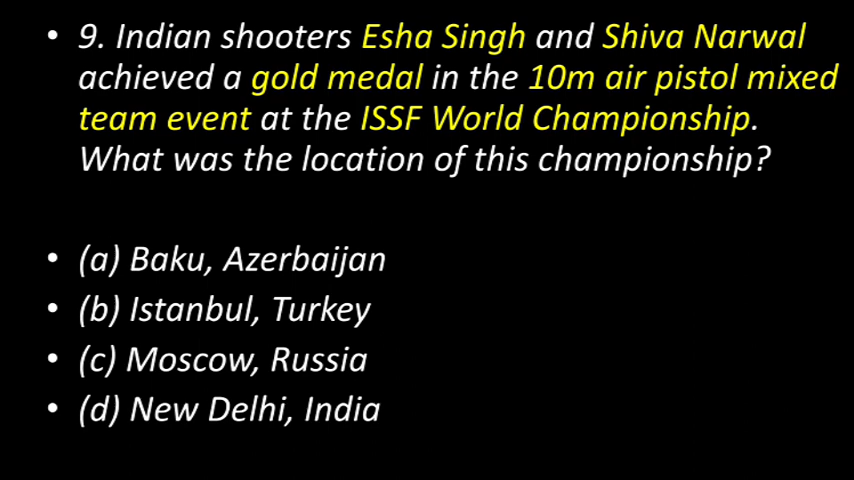 • 9. Indian shooters Esha Singh and Shiva Narwal
achieved a gold medal in the 10m air pistol mixed
team event at the ISSF World Championship.
What was the location of this championship?
• (a) Baku, Azerbaijan
• (b) Istanbul, Turkey
• (c) Moscow, Russia
• (d) New Delhi, India